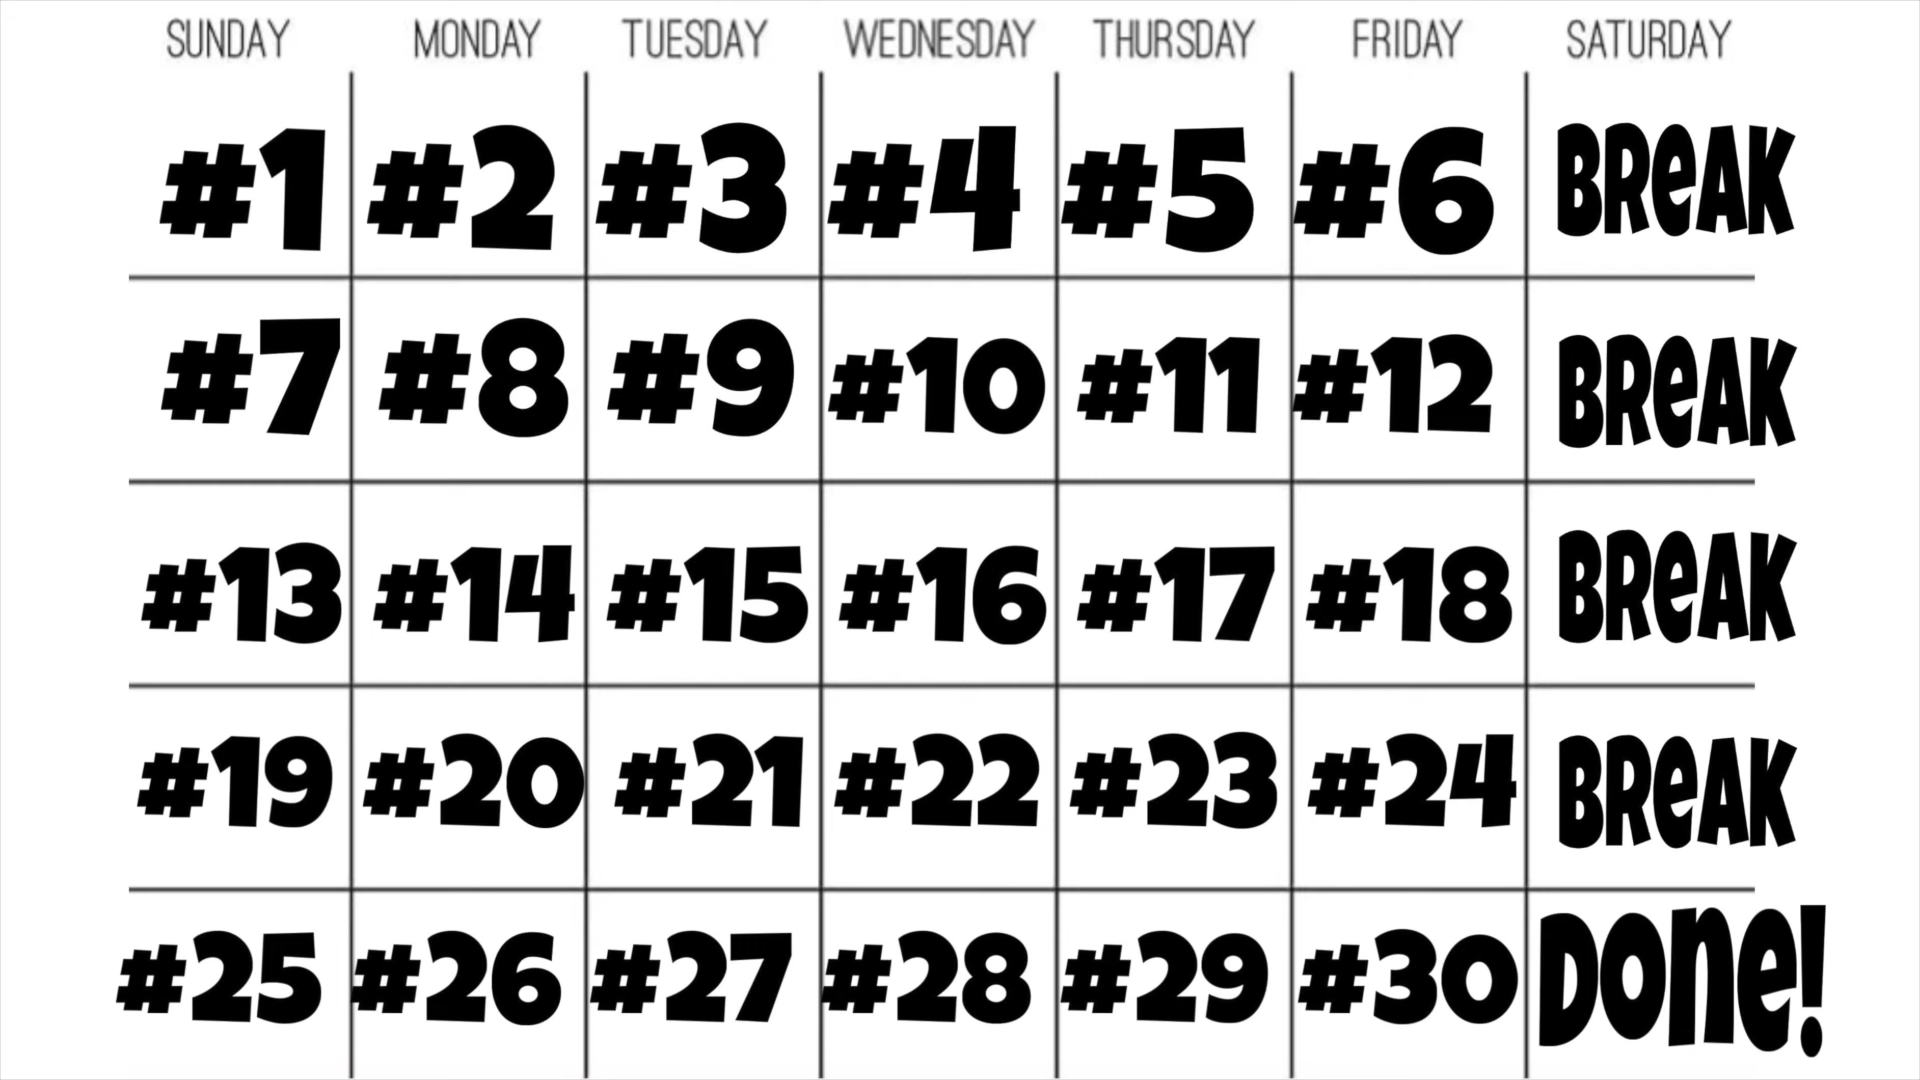 SUNDAY MONDAY TUESDAY WEDNESDAY THURSDAY FRIDAY SATURDAY
#1 #2 #3 #4 #5 #6 BReAK
#7 #8 #9 #10 #11 #12 BReAK
#13 #14 #15 #16 #17 #18 BReAK
#19 #20 #21 #22 #23 #24 BReAK
#25 #26 #27 #28 #29 #30 DOne!